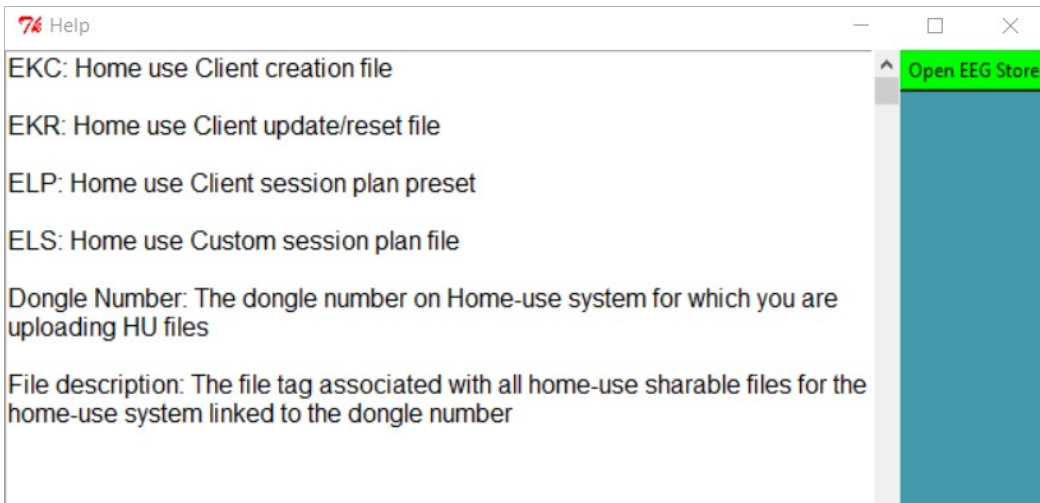 Help
EKC: Home use Client creation file
Open EEG Store
EKR: Home use Client update/reset file
ELP: Home use Client session plan preset
ELS: Home use Custom session plan file
Dongle Number: The dongle number on Home-use system for which you are
uploading HU files
File description: The file tag associated with all home-use sharable files for the
home-use system linked to the dongle number